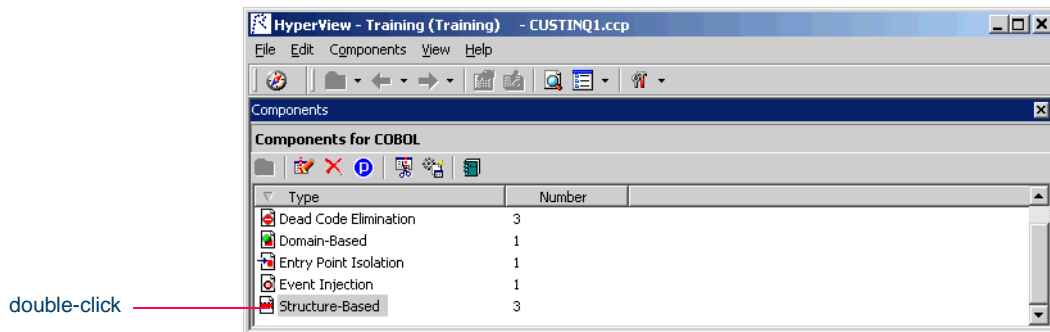 HyperView - Training (Training) - CUSTINQ1.ccp
File Edit Components View Help
Components
Components for COBOL
Type Number
Dead Code Elimination 3
Domain-Based 1
Entry Point Isolation 1
Event Injection 1
double-click Structure-Based 3